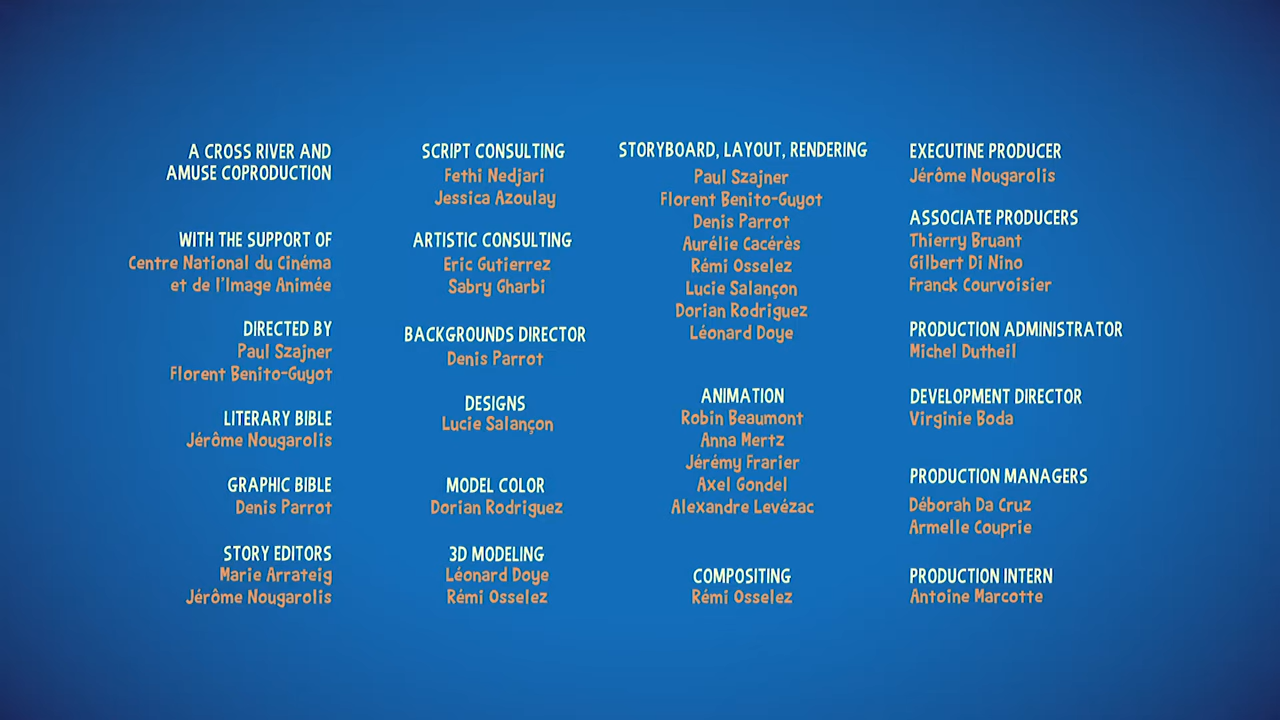 A CROSS RIVER AND
AMUSE COPRODUCTION
WITH THE SUPPORT OF
Centre National du Cinéma
et de l'Image Animée
DIRECTED BY
Paul Szajner
Florent Benito-Guyot
LITERARY BIBLE
Jérôme Nougarolis
GRAPHIC BIBLE
Denis Parrot
STORY EDITORS
Marie Arrateig
Jérôme Nougarolis
SCRIPT CONSULTING
Fethi Nedjari
Jessica Azoulay
ARTISTIC CONSULTING
Eric Gutierrez
Sabry Gharbi
BACKGROUNDS DIRECTOR
Denis Parrot
DESIGNS
Lucie Salançon
MODEL COLOR
Dorian Rodriguez
3D MODELING
Léonard Doye
Rémi Osselez
STORYBOARD, LAYOUT, RENDERING
Paul Szajner
Florent Benito-Guyot
Denis Parrot
Aurélie Cacérès
Rémi Osselez
Lucie Salançon
Dorian Rodriguez
Léonard Doye
ANIMATION
Robin Beaumont
Anna Mertz
Jérémy Frarier
Axel Gondel
Alexandre Levézac
COMPOSITING
Rémi Osselez
EXECUTINE PRODUCER
Jérôme Nougarolis
ASSOCIATE PRODUCERS
Thierry Bruant
Gilbert Di Nino
Franck Courvoisier
PRODUCTION ADMINISTRATOR
Michel Dutheil
DEVELOPMENT DIRECTOR
Virginie Boda
PRODUCTION MANAGERS
Déborah Da Cruz
Armelle Couprie
PRODUCTION INTERN
Antoine Marcotte